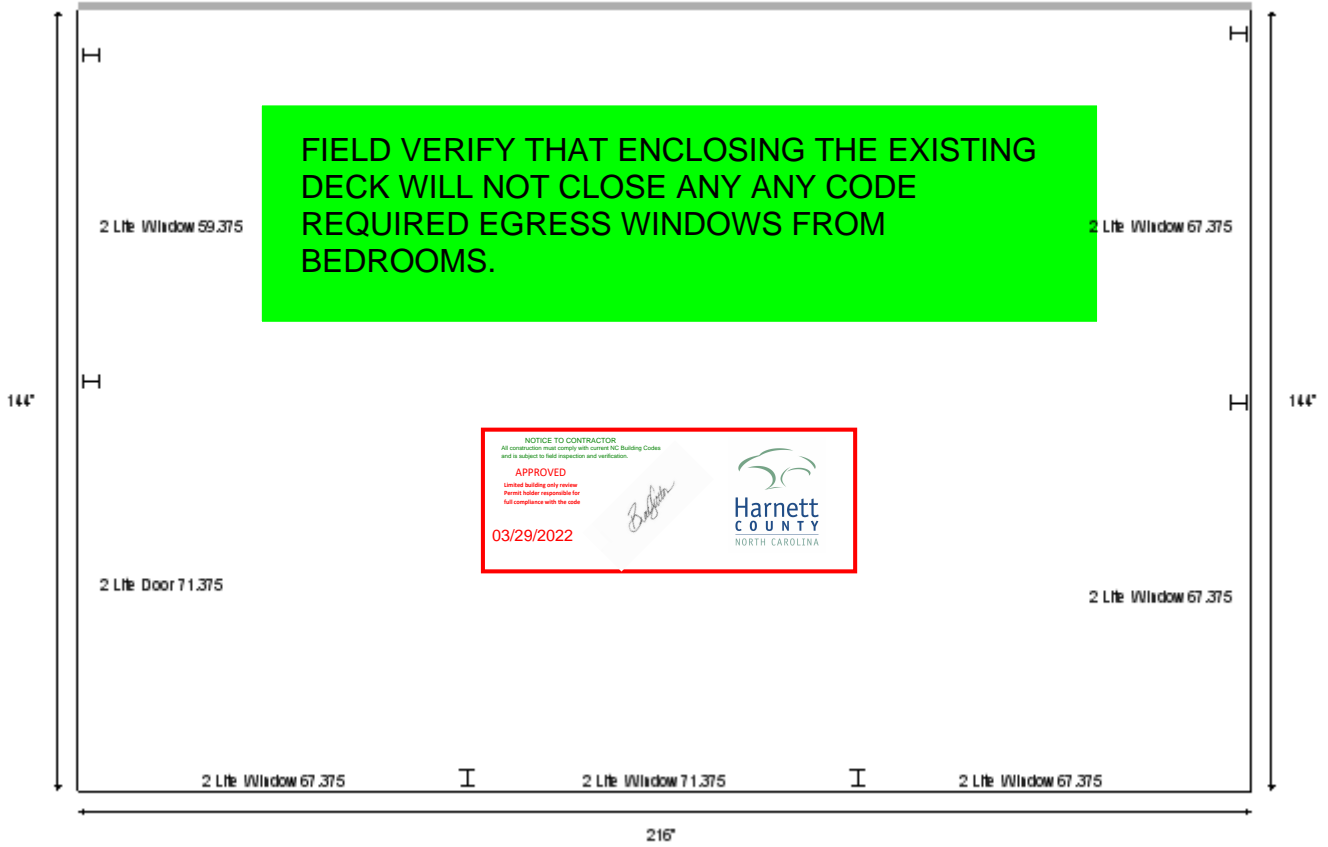 FIELD VERIFY THAT ENCLOSING THE EXISTING
DECK WILL NOT CLOSE ANY ANY CODE
REQUIRED EGRESS WINDOWS FROM
BEDROOMS.
2 Lite Window 59.375
2 Lite Window 67.375
144"
144"
NOTICE TO CONTRACTOR
All construction must comply with current NC Building Codes
and is subject to field inspection and verification.
APPROVED
Limited building only review
Permit holder responsible for
full compliance with the code
03/29/2022
Harnett
COUNTY
NORTH CAROLINA
2 Lite Door 71.375
2 Lite Window 67.375
2 Lite Window 67.375
2 Lite Window 71.375
2 Lite Window 67.375
216"